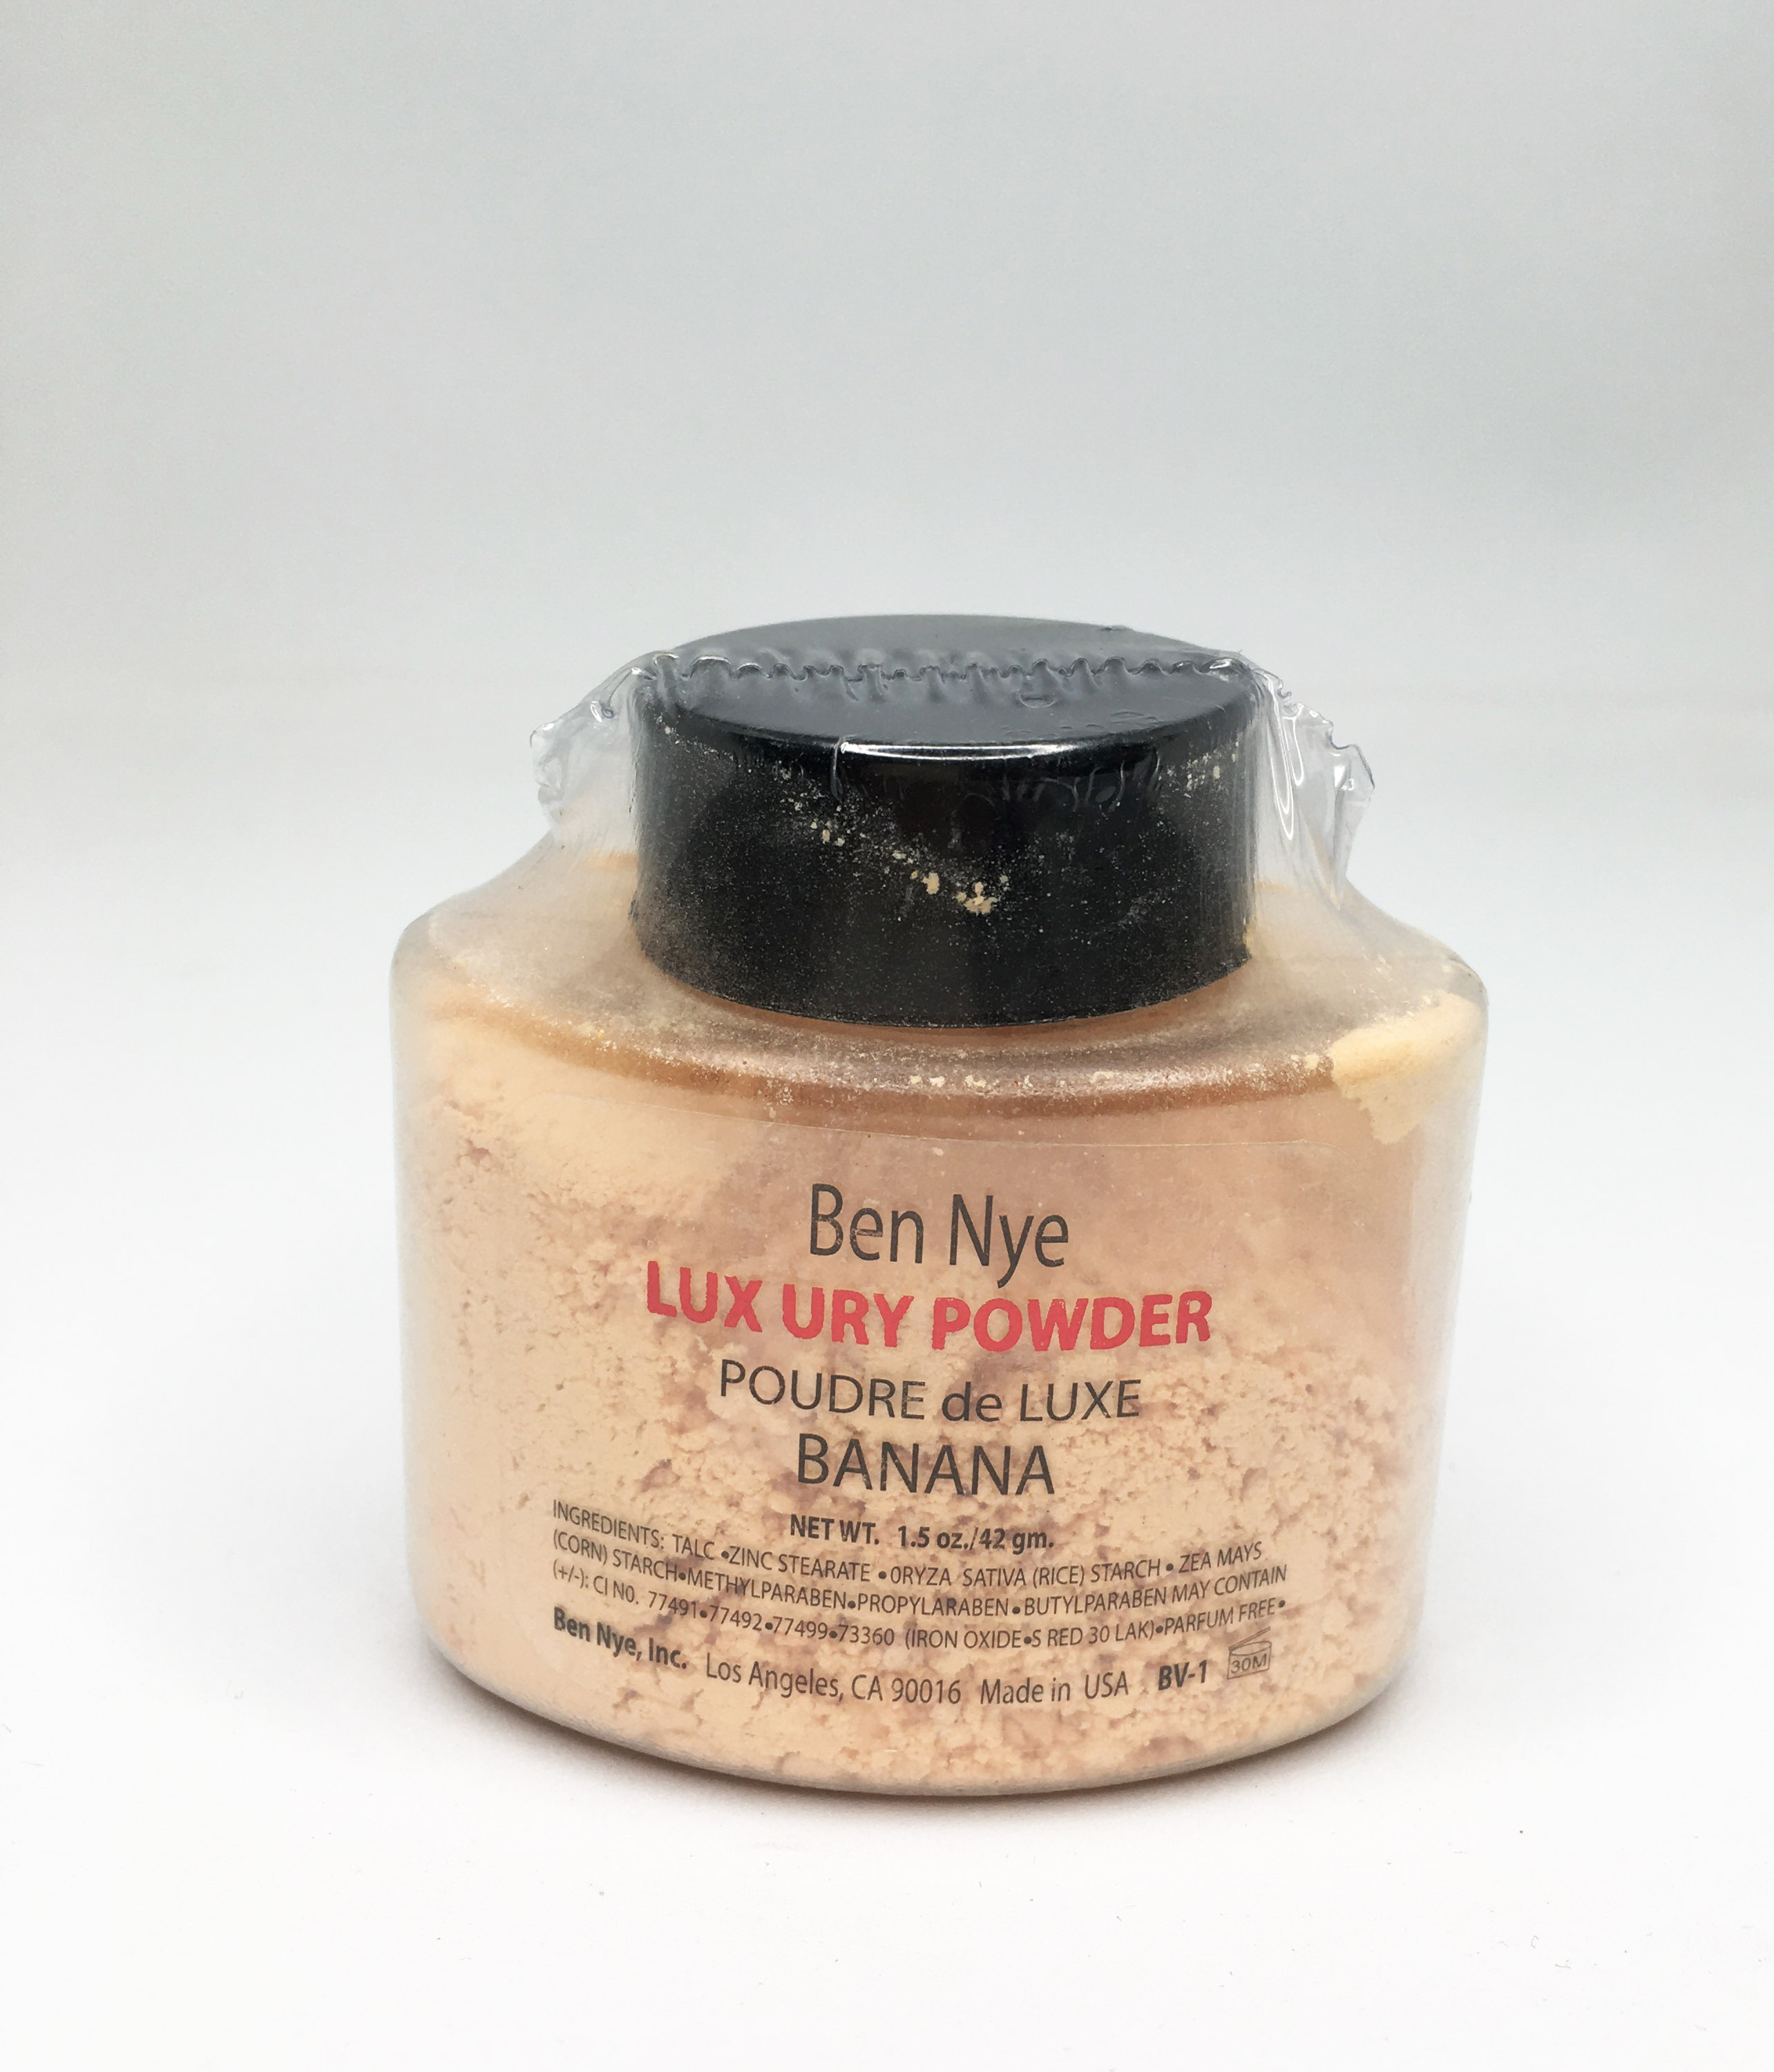 Ben Nye
LUX URY POWDER
POUDRE de LUXE
BANANA
NET WT. 1.5 oz./42 gm.
INGREDIENTS: TALC •ZINC STEARATE •ORYZA SATIVA (RICE) STARCH • ZEA MAYS
(CORN) STARCH•METHYLPARABEN•PROPYLARABEN•BUTYLPARABEN MAY CONTAIN
(+/-): CI N0. 77491•77492•77499•73360 (IRON OXIDE•S RED 30 LAK)•PARFUM FREE•
Ben Nye, Inc. Los Angeles, CA 90016 Made in USA BV-1 30M